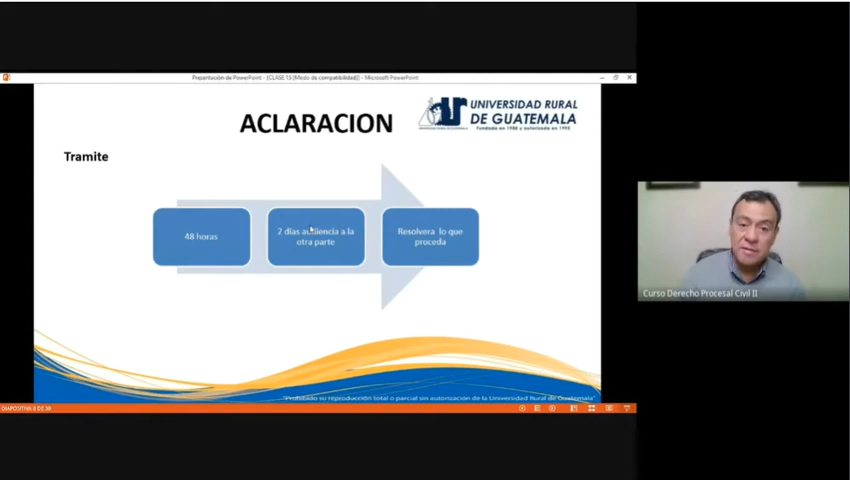 Presentación de PowerPoint - [CLASE 13 [Modo de compatibilidad]] - Microsoft PowerPoint
ACLARACION
UNIVERSIDAD RURAL
DE GUATEMALA
Fundada en 1988 y autorizada en 1995
Tramite
48 horas
2 días audiencia a la
otra parte
Resolvera lo que
proceda
Curso Derecho Procesal Civil II
"Prohibido su reproducción total o parcial sin autorización de la Universidad Rural de Guatemala"
DIAPOSITIVA 6 DE 30